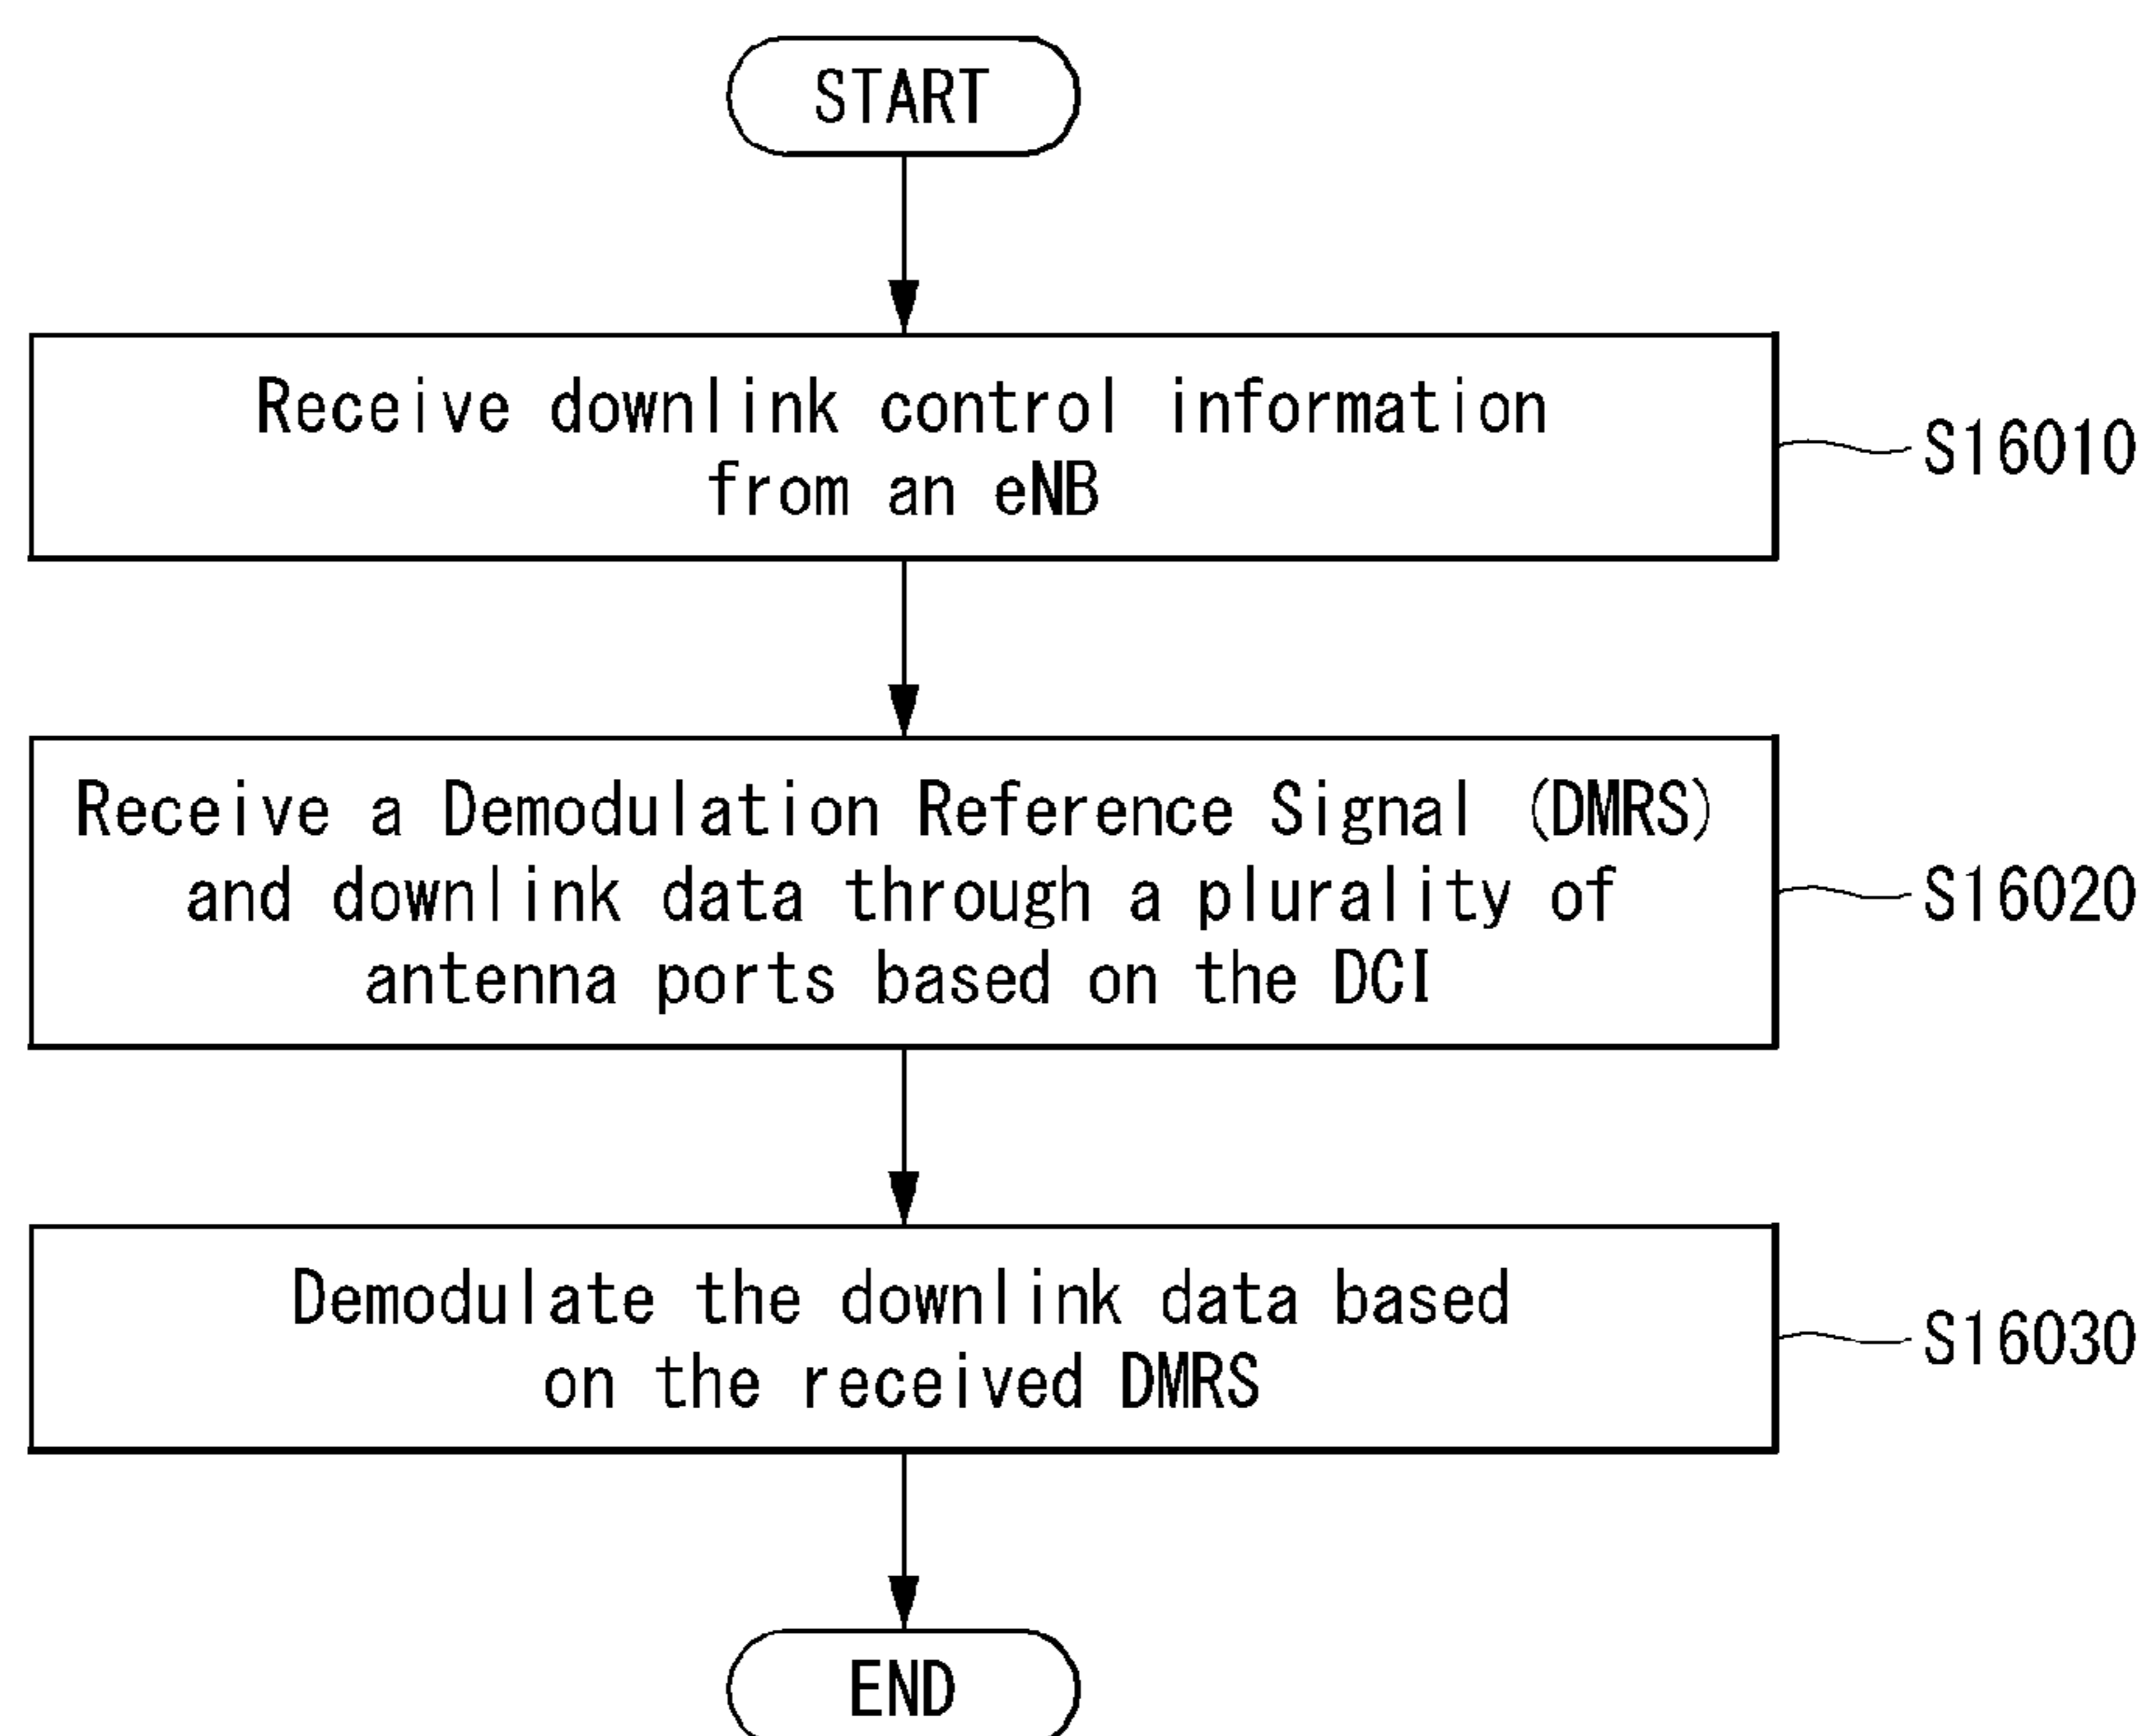 START
Receive downlink control information
from an eNB
S16010
Receive a Demodulation Reference Signal (DMRS)
and downlink data through a plurality of
antenna ports based on the DCI
S16020
Demodulate the downlink data based
on the received DMRS
S16030
END